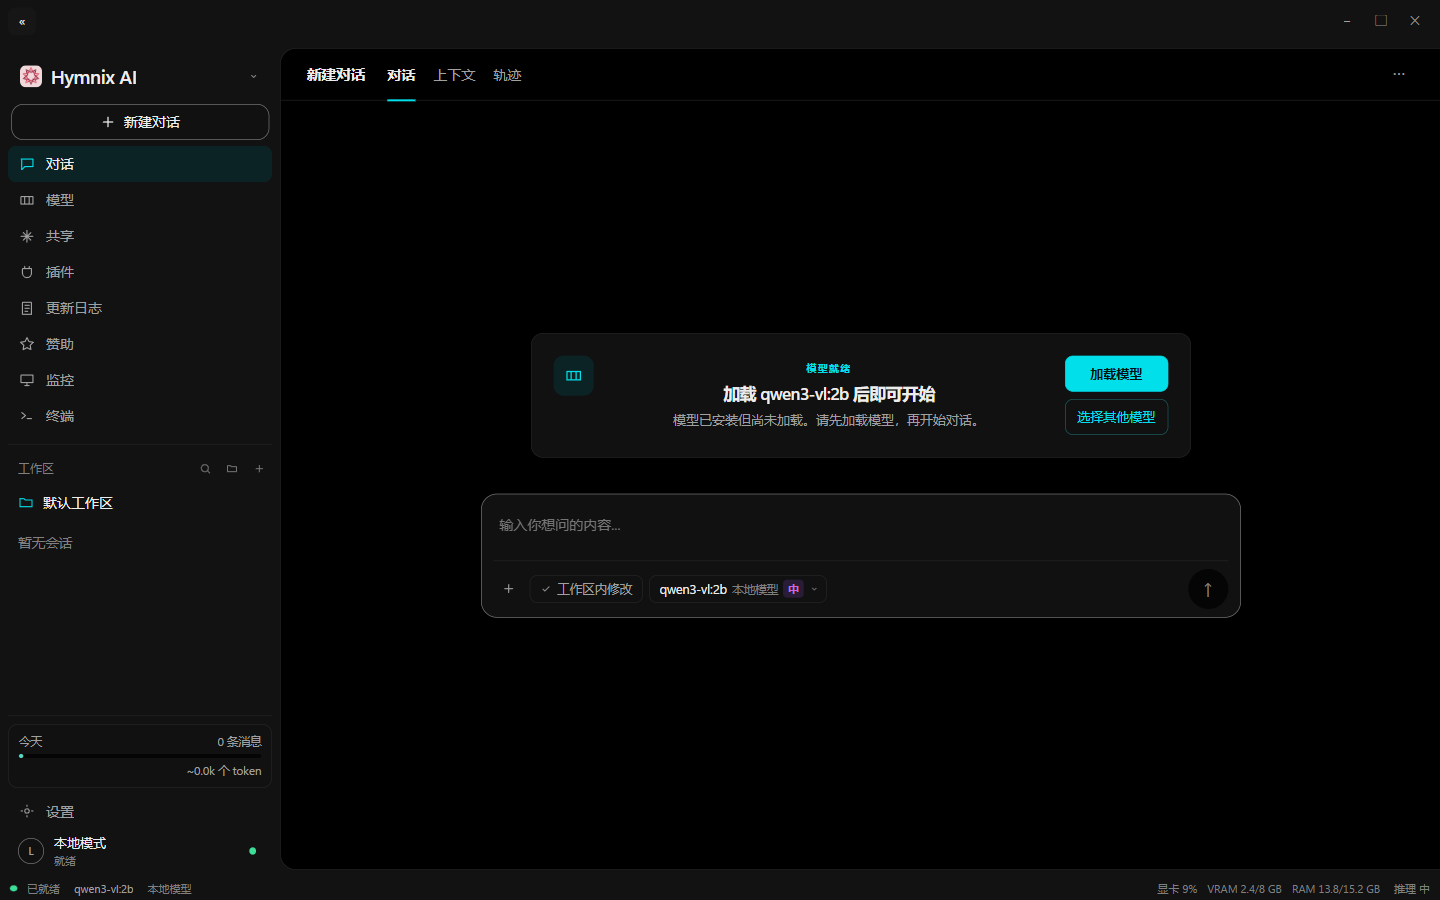 «
Hymnix AI
+ 新建对话
对话
模型
共享
插件
更新日志
赞助
监控
终端
工作区
默认工作区
暂无会话
今天 0 条消息
~0.0k 个 token
设置
L 本地模式
就绪
新建对话 对话 上下文 轨迹 ...
模型就绪
加载 qwen3-vl:2b 后即可开始
模型已安装但尚未加载。请先加载模型，再开始对话。
加载模型
选择其他模型
输入你想问的内容...
+ 工作区内修改 qwen3-vl:2b 本地模型 中 ↑
已就绪 qwen3-vl:2b 本地模型 显卡 9% VRAM 2.4/8 GB RAM 13.8/15.2 GB 推理 中